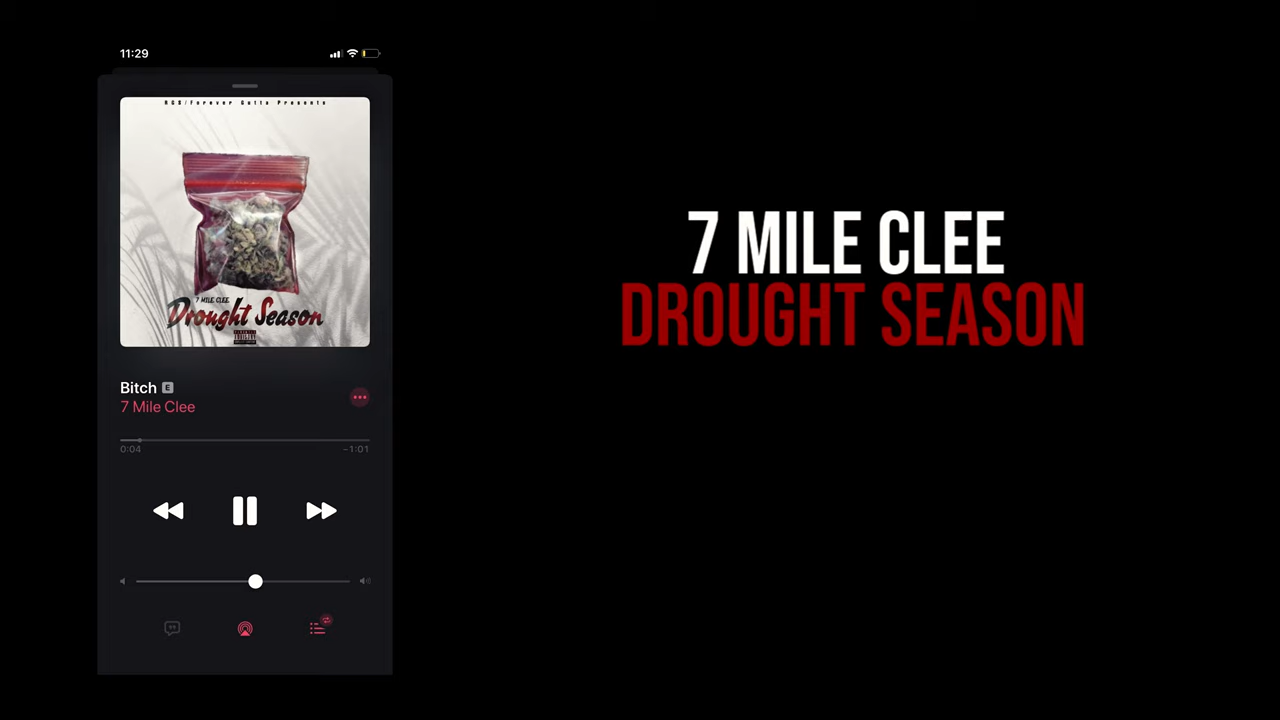 11:29
RGS/Forever Gutta Presents
7 MILE CLEE
Drought Season
Bitch E
7 Mile Clee
0:04
-1:01
7 MILE CLEE
DROUGHT SEASON